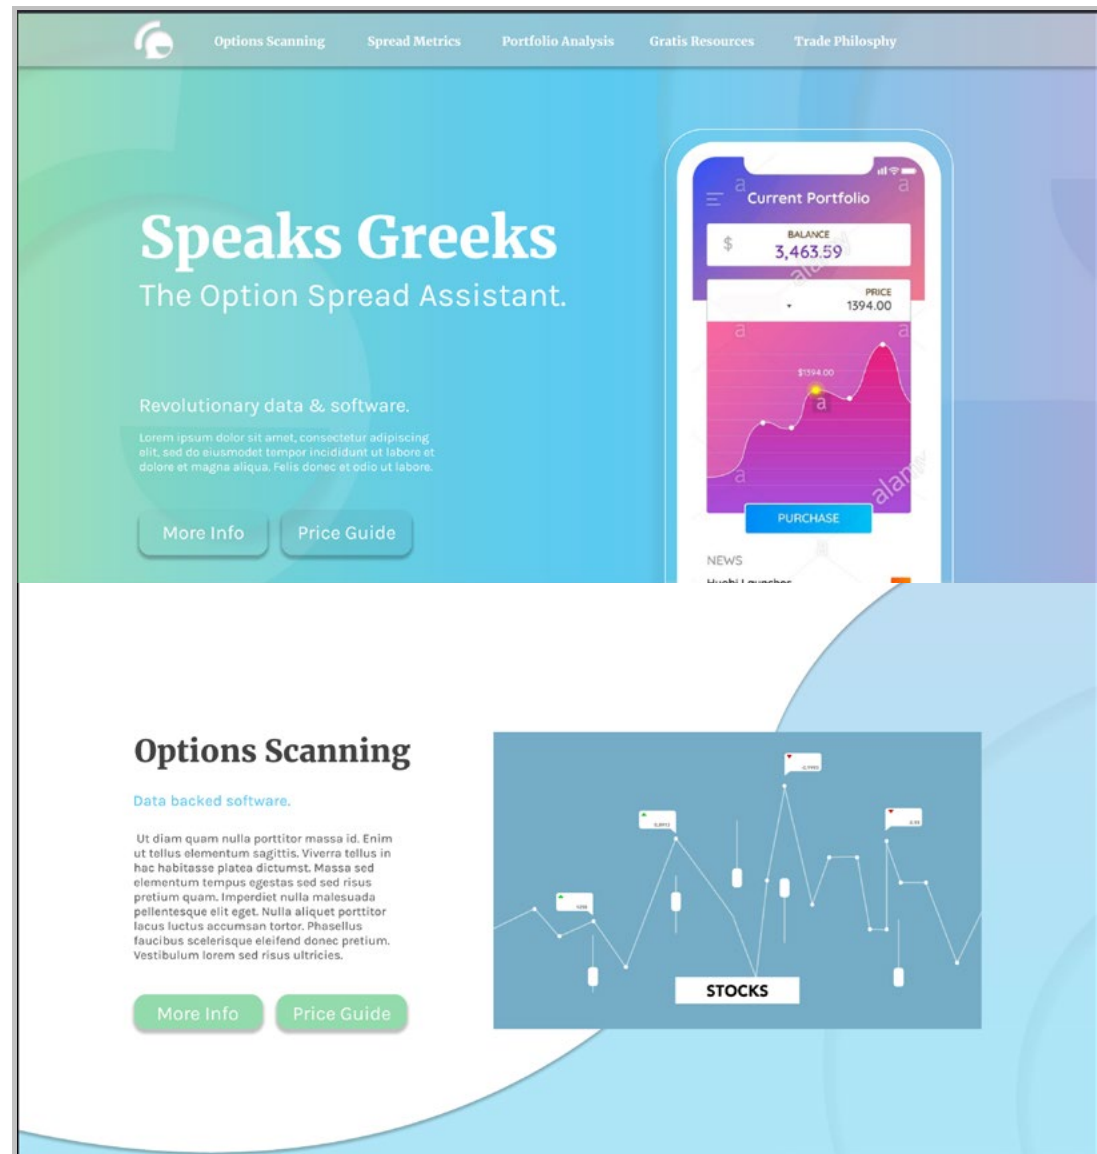 Options Scanning
Spread Metrics
Portfolio Analysis
Gratis Resources
Trade Philosphy
Speaks Greeks
The Option Spread Assistant.
Revolutionary data & software.
Lorem ipsum dolor sit amet, consectetur adipiscing
elit, sed do eiusmodet tempor incididunt ut labore et
dolore et magna aliqua. Felis donec et odio ut labore.
More Info
Price Guide
Current Portfolio
BALANCE
$ 3,463.59
PRICE
1394.00
$1394.00
a
a
a
a
a
a
alamy
alamy
PURCHASE
NEWS
Options Scanning
Data backed software.
Ut diam quam nulla porttitor massa id. Enim
ut tellus elementum sagittis. Viverra tellus in
hac habitasse platea dictumst. Massa sed
elementum tempus egestas sed sed risus
pretium quam. Imperdiet nulla malesuada
pellentesque elit eget. Nulla aliquet porttitor
lacus luctus accumsan tortor. Phasellus
faucibus scelerisque eleifend donec pretium.
Vestibulum lorem sed risus ultricies.
More Info
Price Guide
STOCKS